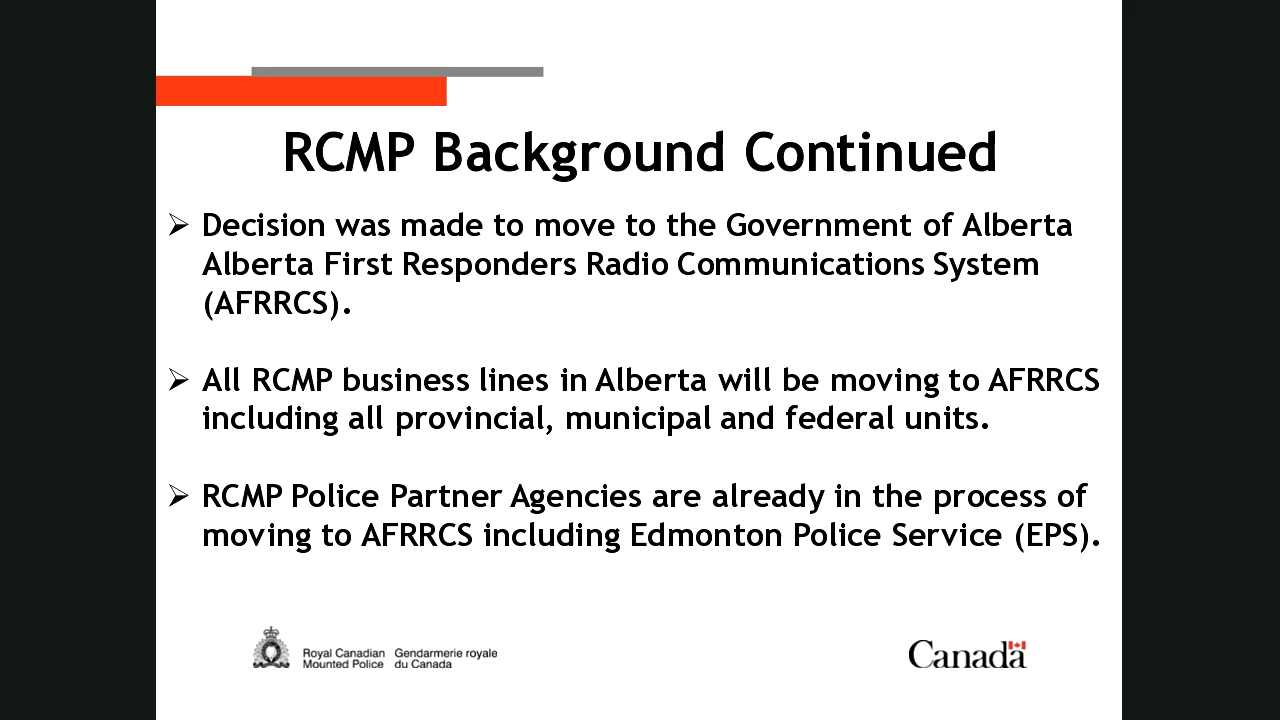 RCMP Background Continued
➢ Decision was made to move to the Government of Alberta
Alberta First Responders Radio Communications System
(AFRRCS).
➢ All RCMP business lines in Alberta will be moving to AFRRCS
including all provincial, municipal and federal units.
➢ RCMP Police Partner Agencies are already in the process of
moving to AFRRCS including Edmonton Police Service (EPS).
Royal Canadian Gendarmerie royale
Mounted Police du Canada
Canada